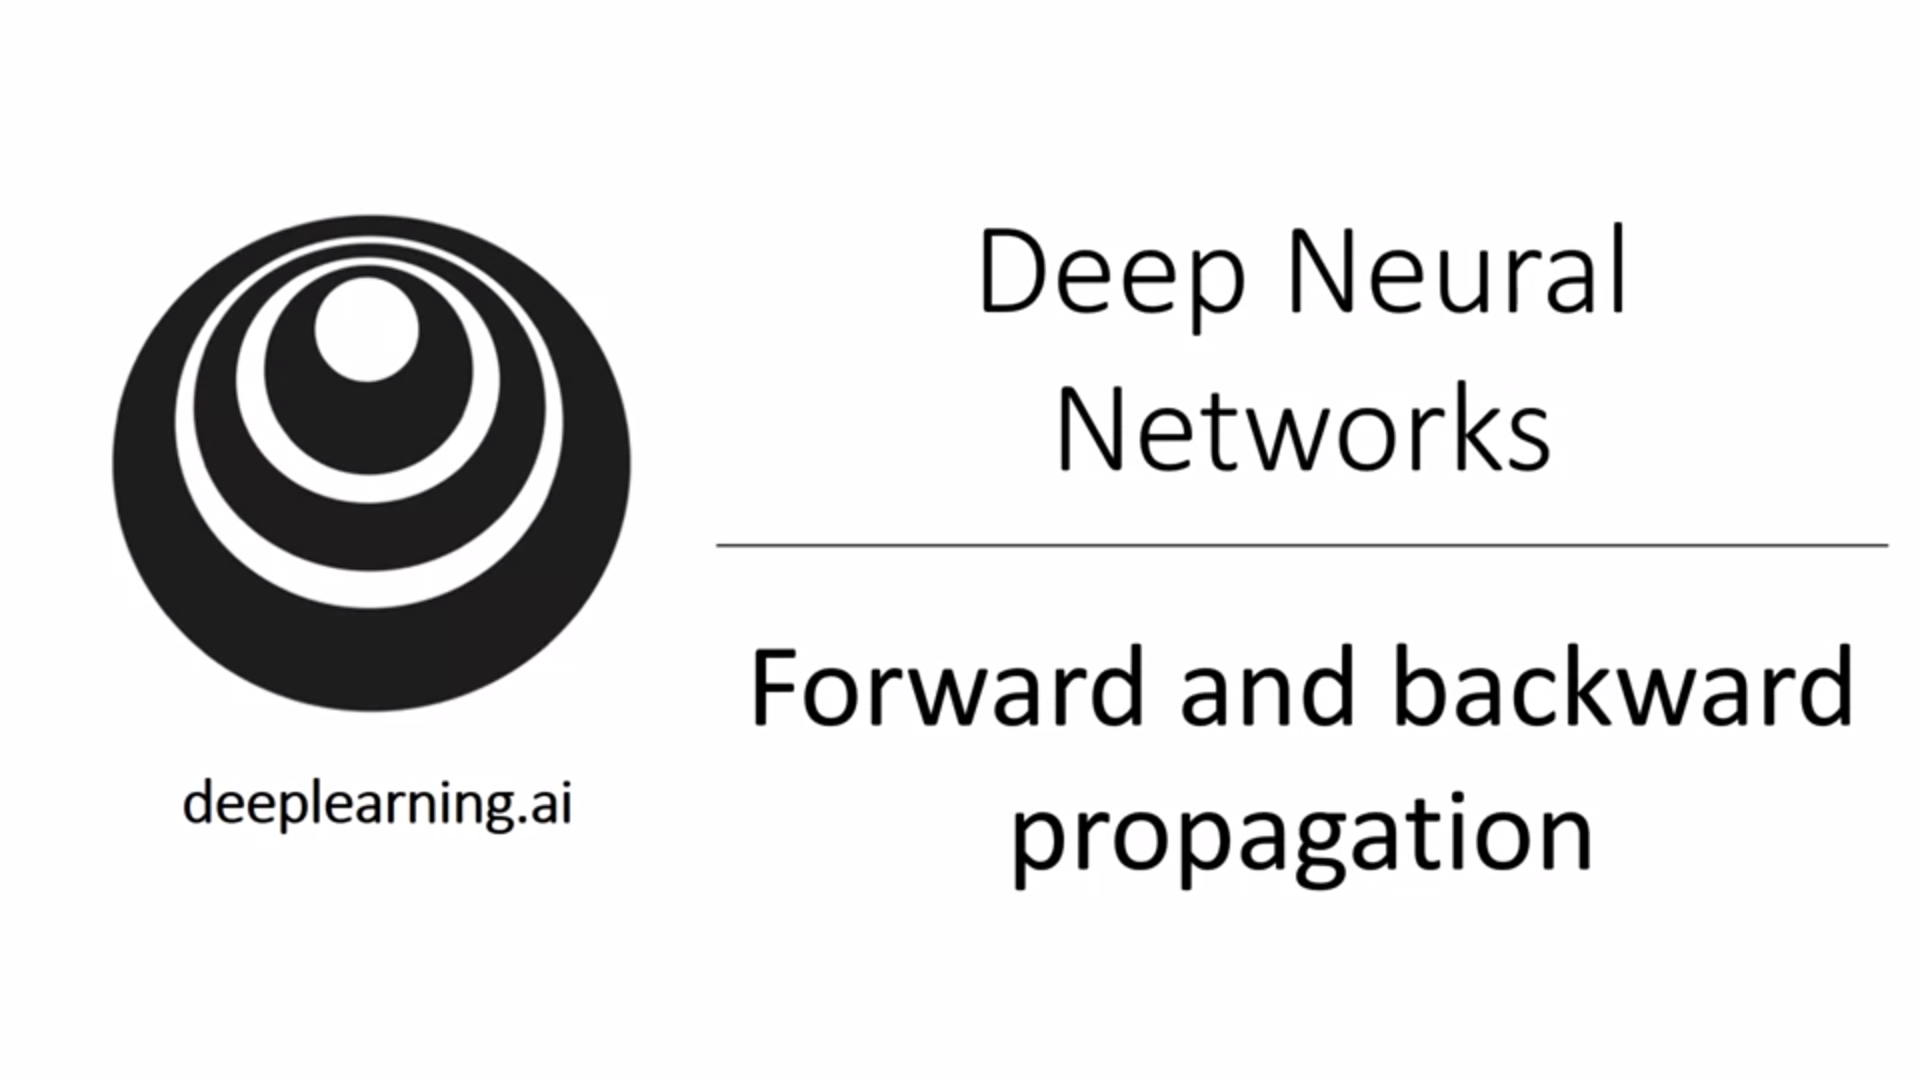 Deep Neural
Networks
Forward and backward
propagation
deeplearning.ai